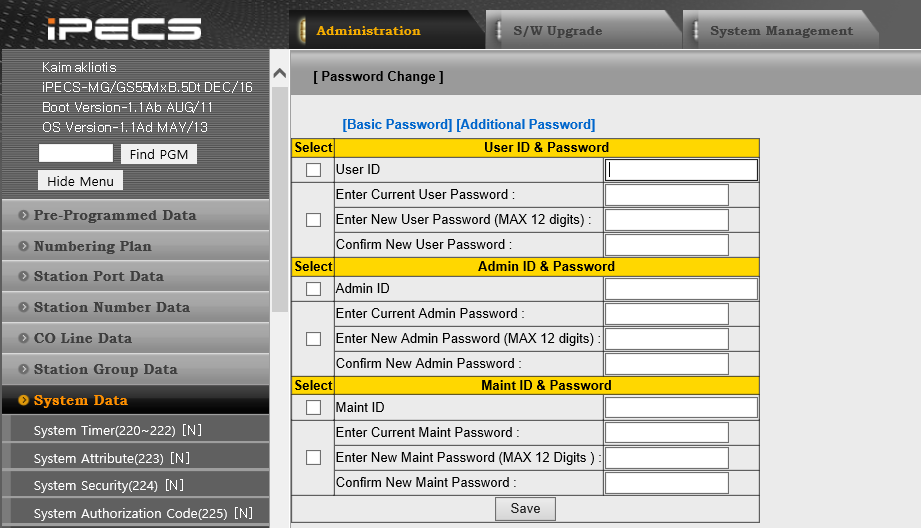 iPECS
Administration
S/W Upgrade
System Management
Kaimakliotis
iPECS-MG/GS55MxB.5Dt DEC/16
Boot Version-1.1Ab AUG/11
OS Version-1.1Ad MAY/13
Find PGM
Hide Menu
Pre-Programmed Data
Numbering Plan
Station Port Data
Station Number Data
CO Line Data
Station Group Data
System Data
System Timer(220~222) [N]
System Attribute(223) [N]
System Security(224) [N]
System Authorization Code(225) [N]
[ Password Change ]
[Basic Password] [Additional Password]
Select User ID & Password
User ID
Enter Current User Password :
Enter New User Password (MAX 12 digits) :
Confirm New User Password :
Select Admin ID & Password
Admin ID
Enter Current Admin Password :
Enter New Admin Password (MAX 12 digits) :
Confirm New Admin Password :
Select Maint ID & Password
Maint ID
Enter Current Maint Password :
Enter New Maint Password (MAX 12 Digits ) :
Confirm New Maint Password :
Save